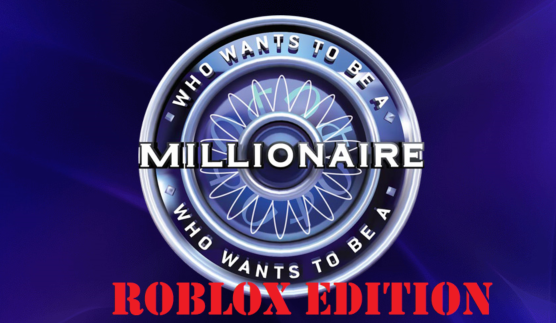 WHO WANTS TO BE A
MILLIONAIRE
WHO WANTS TO BE A
ROBLOX EDITION